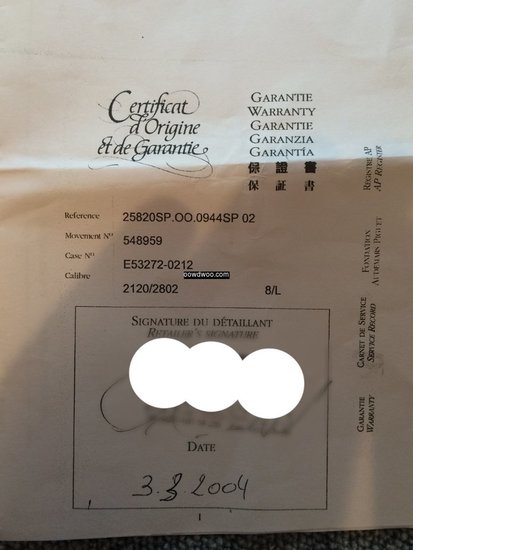 Certificat
d'Origine
et de Garantie
GARANTIE
WARRANTY
GARANTIE
GARANZIA
GARANTÍA
保 證 書
保 証 書
Reference 25820SP.OO.0944SP 02
Movement Nº 548959
Case Nº E53272-0212
oowdwoo.com
Calibre 2120/2802 8/L
SIGNATURE DU DÉTAILLANT
RETAILER'S SIGNATURE
DATE
3.8.2004
1
REGISTRE AP
AP REGISTER
FONDATION
AUDEMARS PIGUET
CARNET DE SERVICE
SERVICE RECORD
GARANTIE
WARRANTY